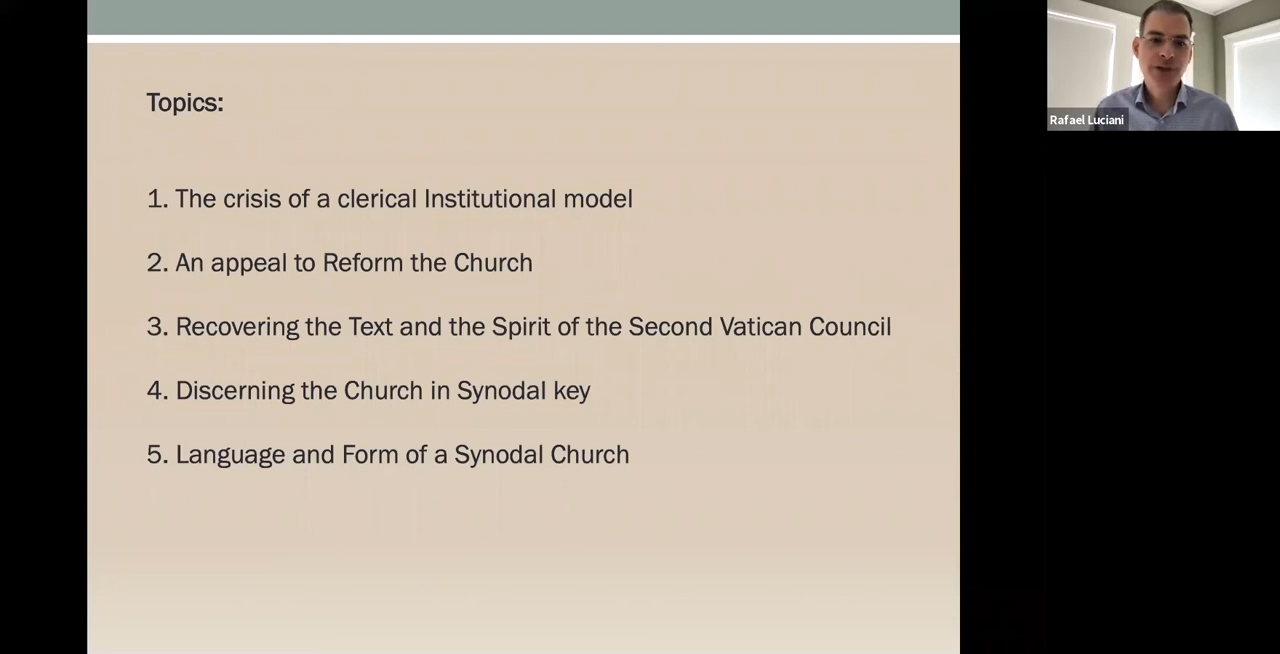 Topics:
1. The crisis of a clerical Institutional model
2. An appeal to Reform the Church
3. Recovering the Text and the Spirit of the Second Vatican Council
4. Discerning the Church in Synodal key
5. Language and Form of a Synodal Church
Rafael Luciani